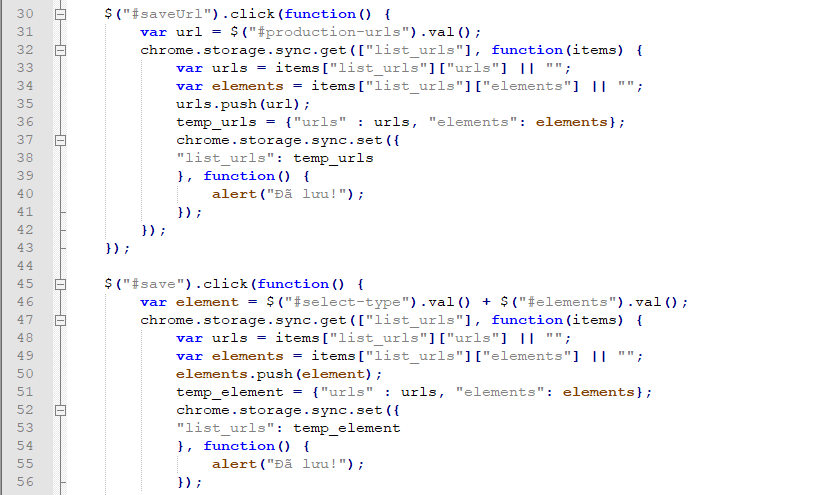 30 $("#saveUrl").click(function() {
31 var url = $("#production-urls").val();
32 chrome.storage.sync.get(["list_urls"], function(items) {
33 var urls = items["list_urls"]["urls"] || "";
34 var elements = items["list_urls"]["elements"] || "";
35 urls.push(url);
36 temp_urls = {"urls" : urls, "elements": elements};
37 chrome.storage.sync.set({
38 "list_urls": temp_urls
39 }, function() {
40 alert("Đã lưu!");
41 });
42 });
43 });
44
45 $("#save").click(function() {
46 var element = $("#select-type").val() + $("#elements").val();
47 chrome.storage.sync.get(["list_urls"], function(items) {
48 var urls = items["list_urls"]["urls"] || "";
49 var elements = items["list_urls"]["elements"] || "";
50 elements.push(element);
51 temp_element = {"urls" : urls, "elements": elements};
52 chrome.storage.sync.set({
53 "list_urls": temp_element
54 }, function() {
55 alert("Đã lưu!");
56 });